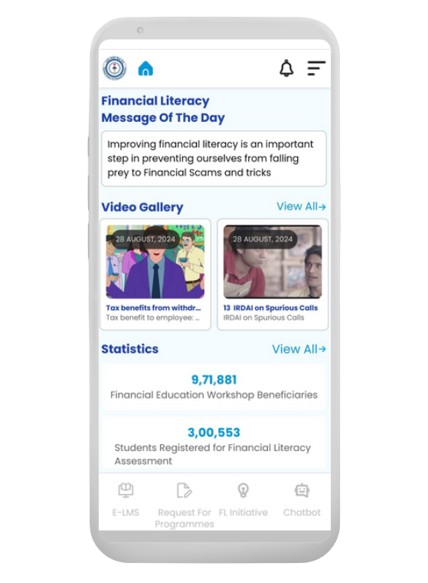 Financial Literacy
Message Of The Day
Improving financial literacy is an important
step in preventing ourselves from falling
prey to Financial Scams and tricks
Video Gallery View All→
28 AUGUST, 2024 28 AUGUST, 2024
Tax benefits from withdr... 13 IRDAI on Spurious Calls
Tax benefit to employee: ... IRDAI on Spurious Calls
Statistics View All→
9,71,881
Financial Education Workshop Beneficiaries
3,00,553
Students Registered for Financial Literacy
Assessment
E-LMS Request For FL Initiative Chatbot
Programmes